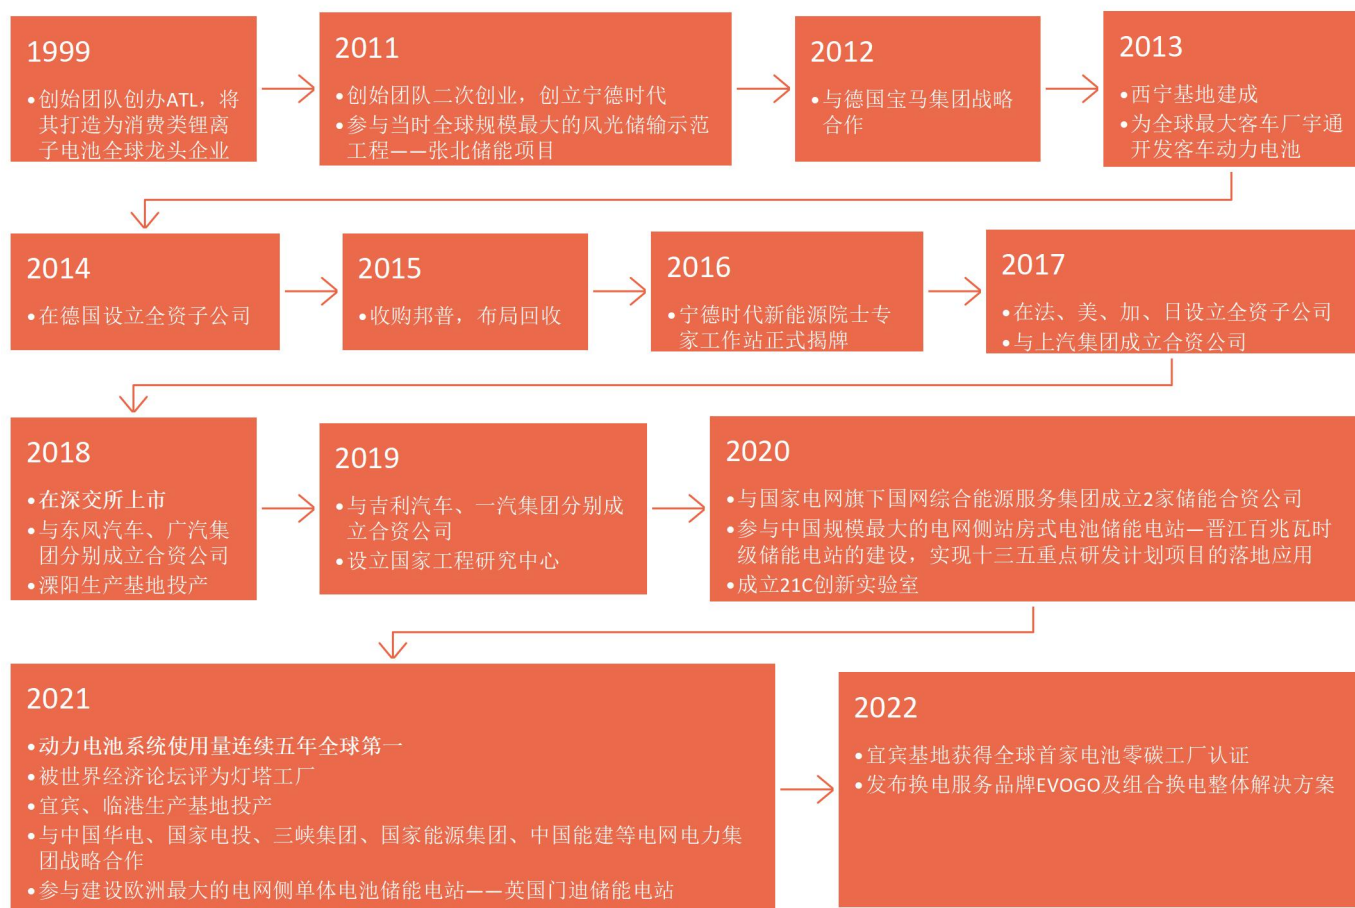 1999
•创始团队创办ATL，将
其打造为消费类锂离
子电池全球龙头企业
2011
•创始团队二次创业，创立宁德时代
•参与当时全球规模最大的风光储输示范
工程——张北储能项目
2012
•与德国宝马集团战略
合作
2013
•西宁基地建成
•为全球最大客车厂宇通
开发客车动力电池
2014
•在德国设立全资子公司
2015
•收购邦普，布局回收
2016
•宁德时代新能源院士专
家工作站正式揭牌
2017
•在法、美、加、日设立全资子公司
•与上汽集团成立合资公司
2018
•在深交所上市
•与东风汽车、广汽集
团分别成立合资公司
•溧阳生产基地投产
2019
•与吉利汽车、一汽集团分别成
立合资公司
•设立国家工程研究中心
2020
•与国家电网旗下国网综合能源服务集团成立2家储能合资公司
•参与中国规模最大的电网侧站房式电池储能电站—晋江百兆瓦时
级储能电站的建设，实现十三五重点研发计划项目的落地应用
•成立21C创新实验室
2021
•动力电池系统使用量连续五年全球第一
•被世界经济论坛评为灯塔工厂
•宜宾、临港生产基地投产
•与中国华电、国家电投、三峡集团、国家能源集团、中国能建等电网电力集
团战略合作
•参与建设欧洲最大的电网侧单体电池储能电站——英国门迪储能电站
2022
•宜宾基地获得全球首家电池零碳工厂认证
•发布换电服务品牌EVOGO及组合换电整体解决方案